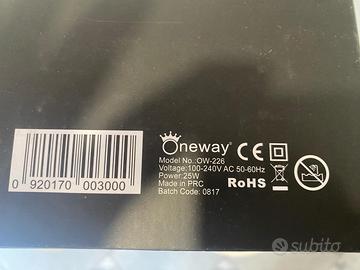 Oneway
Model No.:OW-226
Voltage:100-240V AC 50-60Hz
Power:25W
Made in PRC
Batch Code: 0817
CE
RoHS
0 920170 003000
subito